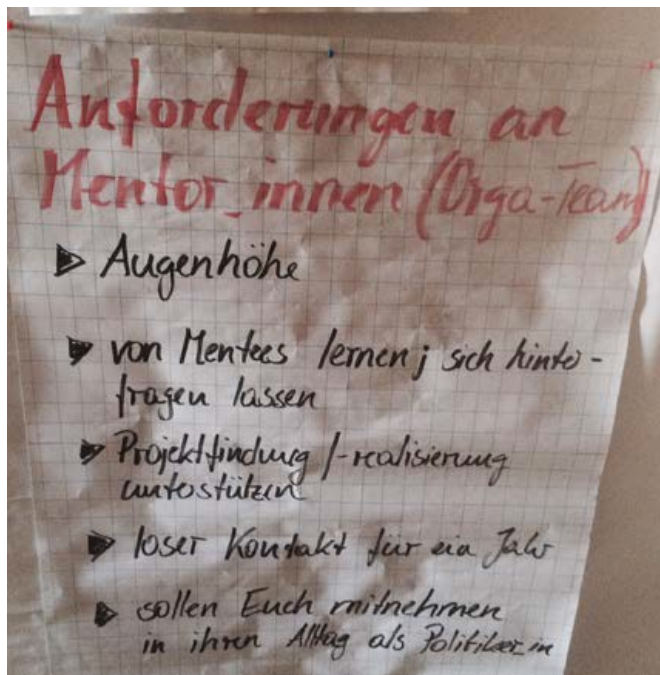 Anforderungen an
Mentor_innen (Orga-Team)
Augenhöhe
von Mentees lernen; sich hinter-
fragen lassen
Projektfindung /-realisierung
unterstützen
loser Kontakt für ein Jahr
sollen Euch mitnehmen
in ihren Alltag als Politiker_in